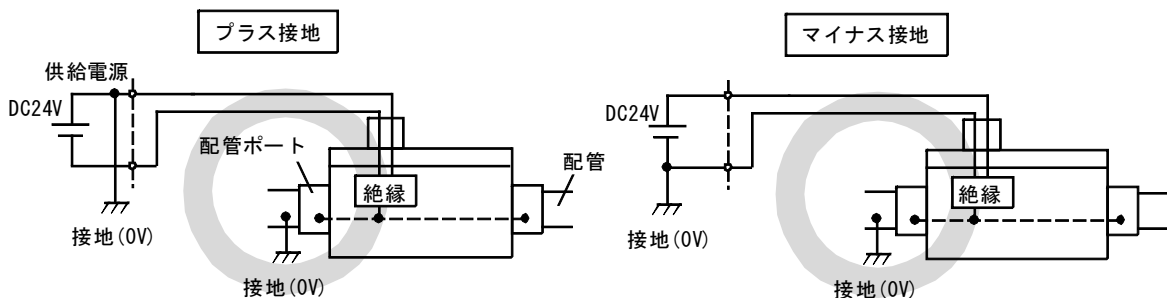 プラス接地
供給電源
DC24V
配管ポート
配管
絶縁
接地(0V)
接地(0V)
マイナス接地
DC24V
絶縁
接地(0V)
接地(0V)